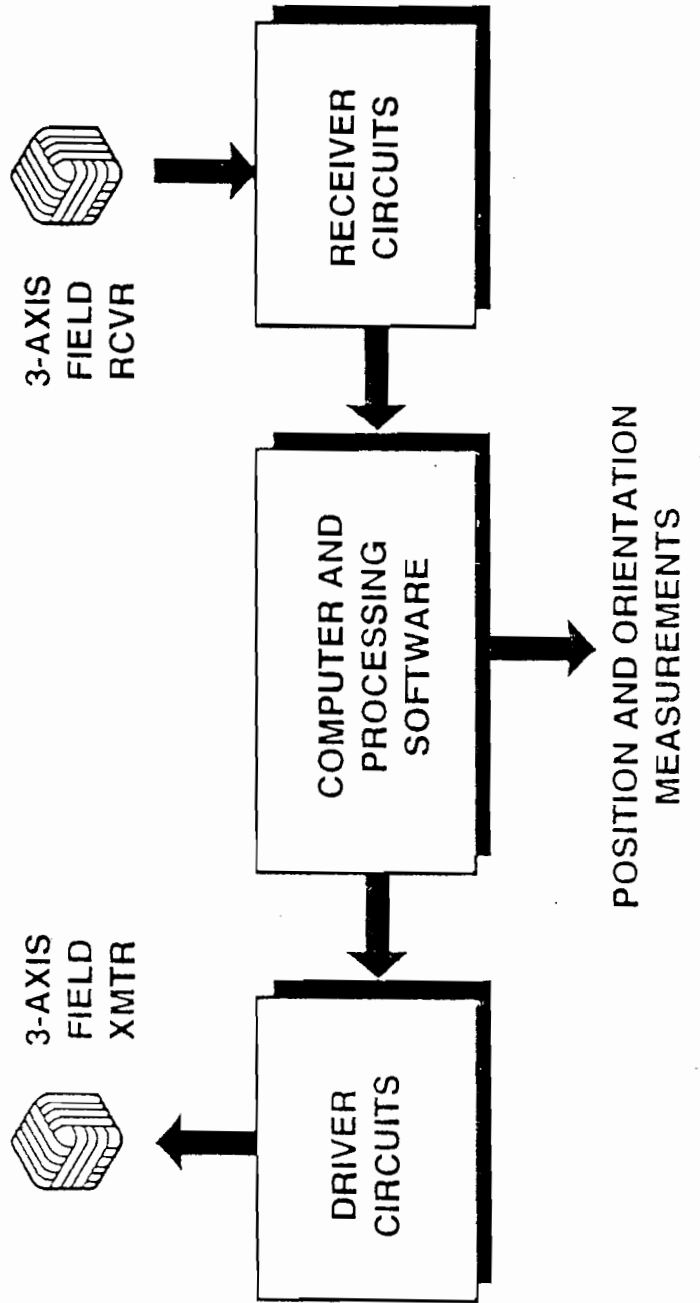 3-AXIS
FIELD
XMTR
3-AXIS
FIELD
RCVR
DRIVER
CIRCUITS
COMPUTER AND
PROCESSING
SOFTWARE
RECEIVER
CIRCUITS
POSITION AND ORIENTATION
MEASUREMENTS